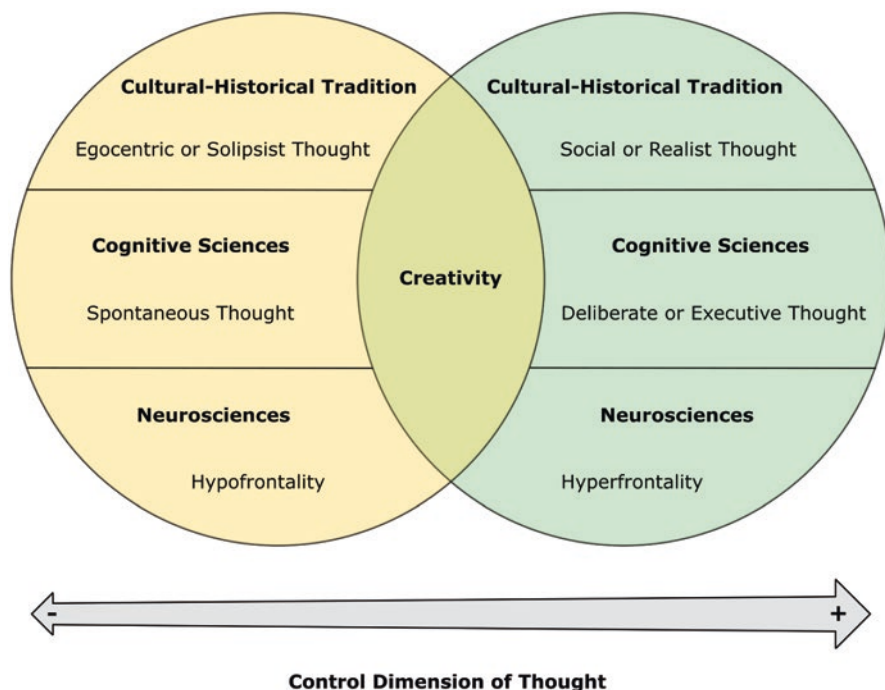 Cultural-Historical Tradition
Egocentric or Solipsist Thought
Cognitive Sciences
Spontaneous Thought
Neurosciences
Hypofrontality
Creativity
Cultural-Historical Tradition
Social or Realist Thought
Cognitive Sciences
Deliberate or Executive Thought
Neurosciences
Hyperfrontality
- +
Control Dimension of Thought